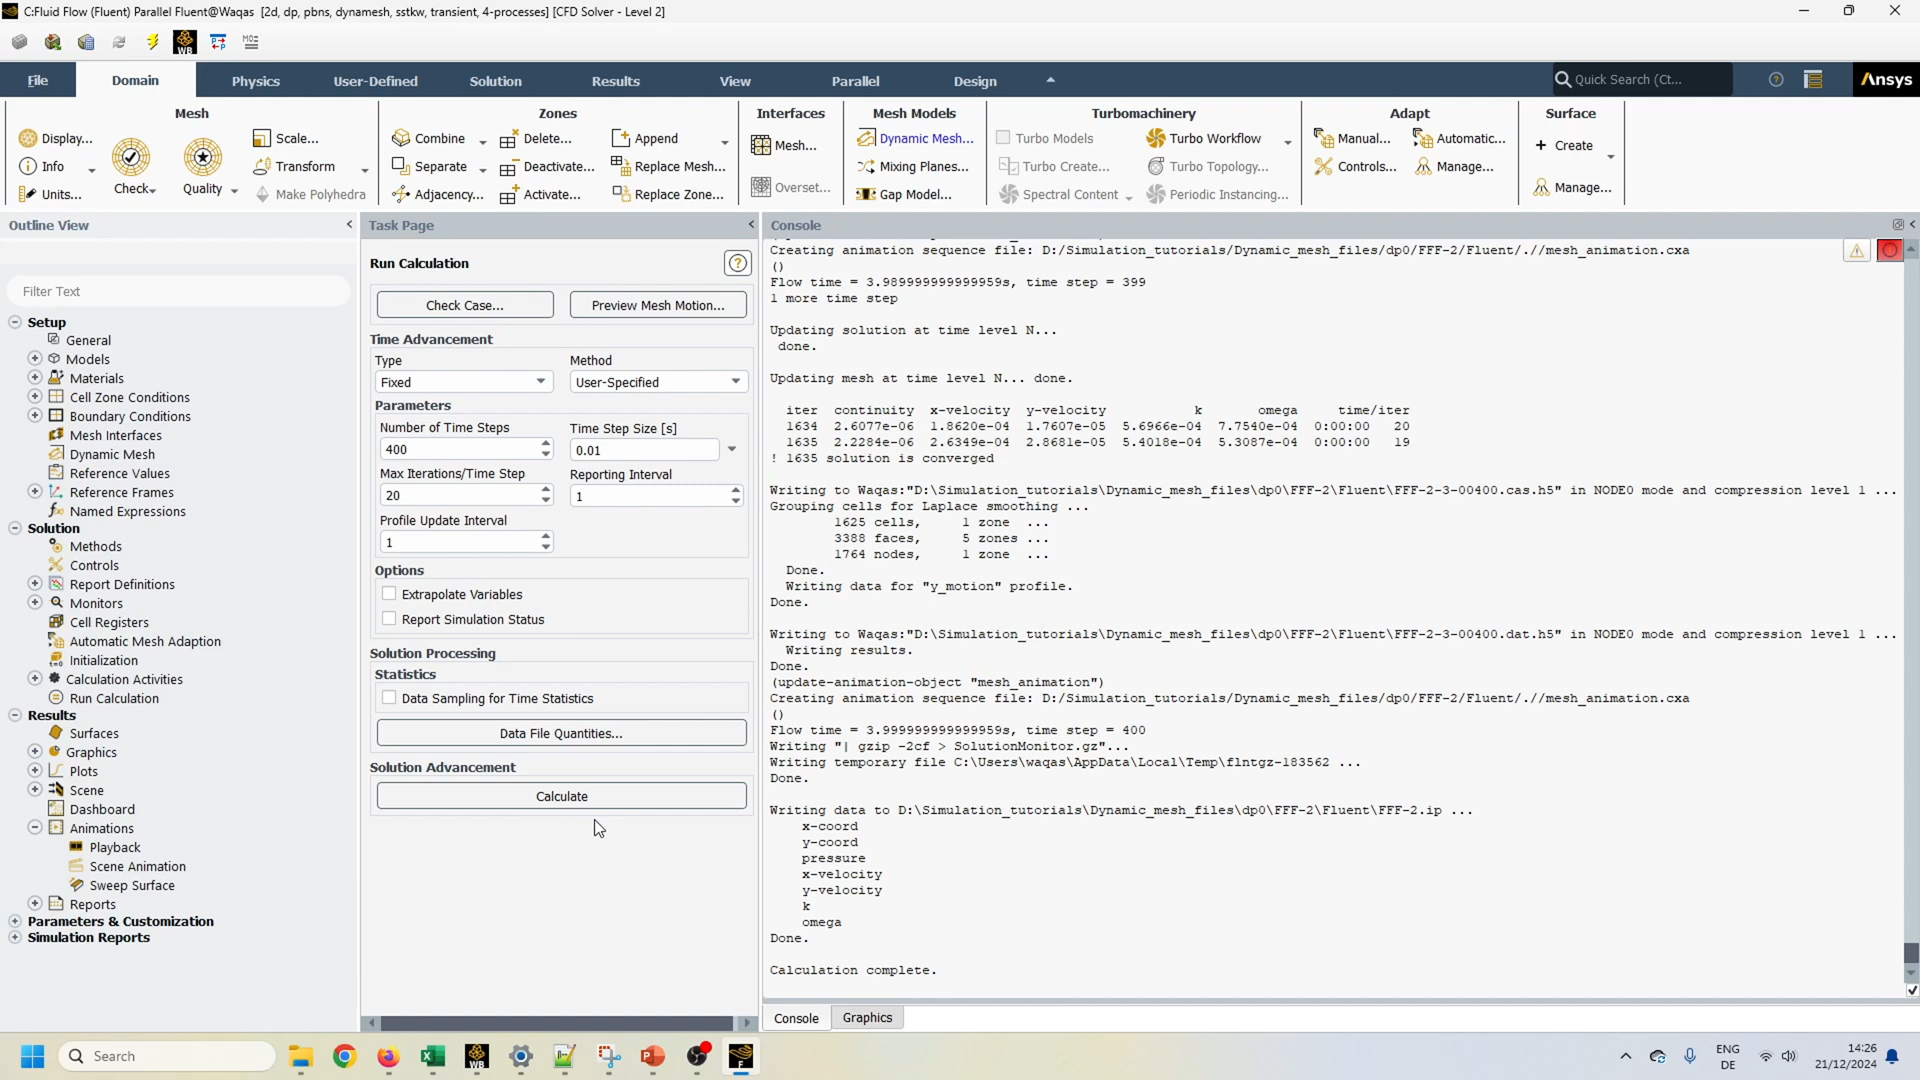 C:Fluid Flow (Fluent) Parallel Fluent@Waqas [2d, dp, pbns, dynamesh, sstkw, transient, 4-processes] [CFD Solver - Level 2]
File Domain Physics User-Defined Solution Results View Parallel Design Quick Search (Ct... Ansys
Mesh
Display...
Info
Units...
Check
Quality
Scale...
Transform
Make Polyhedra
Zones
Combine
Separate
Adjacency...
Delete...
Deactivate...
Activate...
Append
Replace Mesh...
Replace Zone...
Interfaces
Mesh...
Overset...
Mesh Models
Dynamic Mesh...
Mixing Planes...
Gap Model...
Turbomachinery
Turbo Models
Turbo Create...
Spectral Content
Turbo Workflow
Turbo Topology...
Periodic Instancing...
Adapt
Manual...
Controls...
Automatic...
Manage...
Surface
Create
Manage...
Outline View
Filter Text
Setup
General
Models
Materials
Cell Zone Conditions
Boundary Conditions
Mesh Interfaces
Dynamic Mesh
Reference Values
Reference Frames
Named Expressions
Solution
Methods
Controls
Report Definitions
Monitors
Cell Registers
Automatic Mesh Adaption
Initialization
Calculation Activities
Run Calculation
Results
Surfaces
Graphics
Plots
Scene
Dashboard
Animations
Playback
Scene Animation
Sweep Surface
Reports
Parameters & Customization
Simulation Reports
Task Page
Run Calculation
Check Case... Preview Mesh Motion...
Time Advancement
Type Method
Fixed User-Specified
Parameters
Number of Time Steps Time Step Size [s]
400 0.01
Max Iterations/Time Step Reporting Interval
20 1
Profile Update Interval
1
Options
Extrapolate Variables
Report Simulation Status
Solution Processing
Statistics
Data Sampling for Time Statistics
Data File Quantities...
Solution Advancement
Calculate
Console
Creating animation sequence file: D:/Simulation_tutorials/Dynamic_mesh_files/dp0/FFF-2/Fluent/.//mesh_animation.cxa
()
Flow time = 3.989999999999959s, time step = 399
1 more time step
Updating solution at time level N...
done.
Updating mesh at time level N... done.
iter continuity x-velocity y-velocity k omega time/iter
1634 2.6077e-06 1.8620e-04 1.7607e-05 5.6966e-04 7.7540e-04 0:00:00 20
1635 2.2284e-06 2.6349e-04 2.8681e-05 5.4018e-04 5.3087e-04 0:00:00 19
! 1635 solution is converged
Writing to Waqas:"D:\Simulation_tutorials\Dynamic_mesh_files\dp0\FFF-2\Fluent\FFF-2-3-00400.cas.h5" in NODE0 mode and compression level 1 ...
Grouping cells for Laplace smoothing ...
1625 cells, 1 zone ...
3388 faces, 5 zones ...
1764 nodes, 1 zone ...
Done.
Writing data for "y_motion" profile.
Done.
Writing to Waqas:"D:\Simulation_tutorials\Dynamic_mesh_files\dp0\FFF-2\Fluent\FFF-2-3-00400.dat.h5" in NODE0 mode and compression level 1 ...
Writing results.
Done.
(update-animation-object "mesh_animation")
Creating animation sequence file: D:/Simulation_tutorials/Dynamic_mesh_files/dp0/FFF-2/Fluent/.//mesh_animation.cxa
()
Flow time = 3.999999999999959s, time step = 400
Writing "| gzip -2cf > SolutionMonitor.gz"...
Writing temporary file C:\Users\waqas\AppData\Local\Temp\flntgz-183562 ...
Done.
Writing data to D:\Simulation_tutorials\Dynamic_mesh_files\dp0\FFF-2\Fluent\FFF-2.ip ...
x-coord
y-coord
pressure
x-velocity
y-velocity
k
omega
Done.
Calculation complete.
Console Graphics
Search
ENG
DE
14:26
21/12/2024